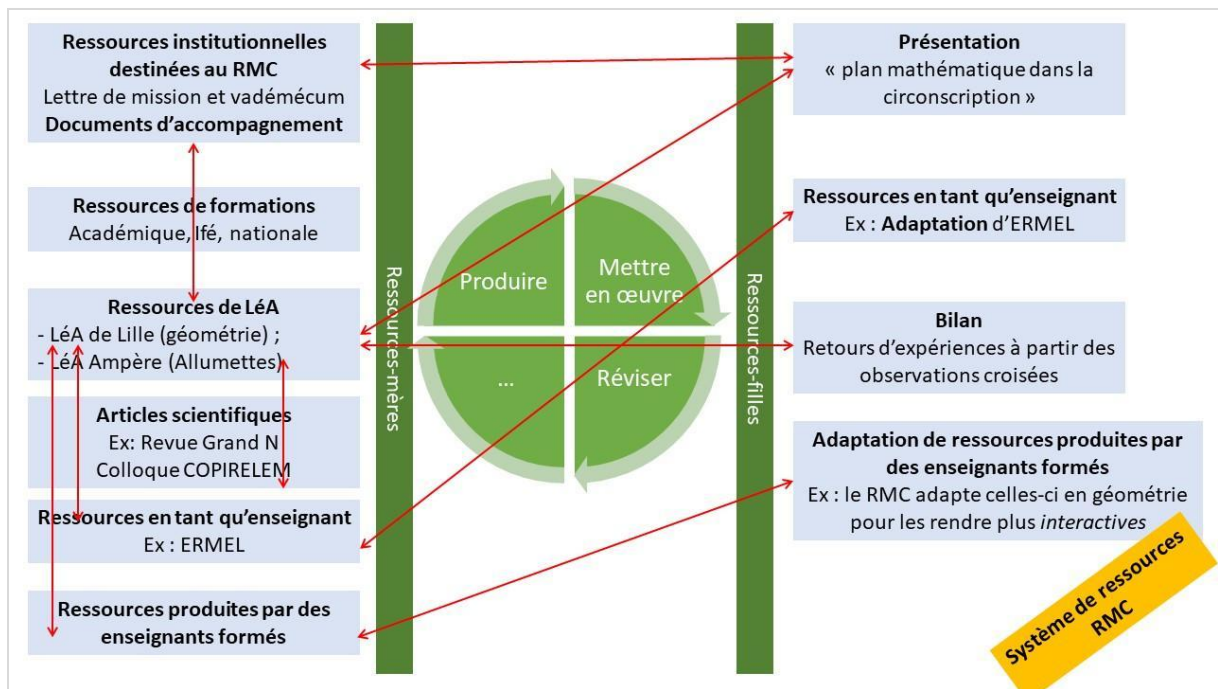 Ressources institutionnelles
destinées au RMC
Lettre de mission et vadémécum
Documents d'accompagnement
Ressources de formations
Académique, Ifé, nationale
Ressources de LéA
- LéA de Lille (géométrie) ;
- LéA Ampère (Allumettes)
Articles scientifiques
Ex: Revue Grand N
Colloque COPIRELEM
Ressources en tant qu'enseignant
Ex : ERMEL
Ressources produites par des
enseignants formés
Ressources-mères
Produire
Mettre
en œuvre
...
Réviser
Ressources-filles
Présentation
« plan mathématique dans la
circonscription »
Ressources en tant qu'enseignant
Ex : Adaptation d'ERMEL
Bilan
Retours d'expériences à partir des
observations croisées
Adaptation de ressources produites par
des enseignants formés
Ex : le RMC adapte celles-ci en géométrie
pour les rendre plus interactives
Système de ressources
RMC